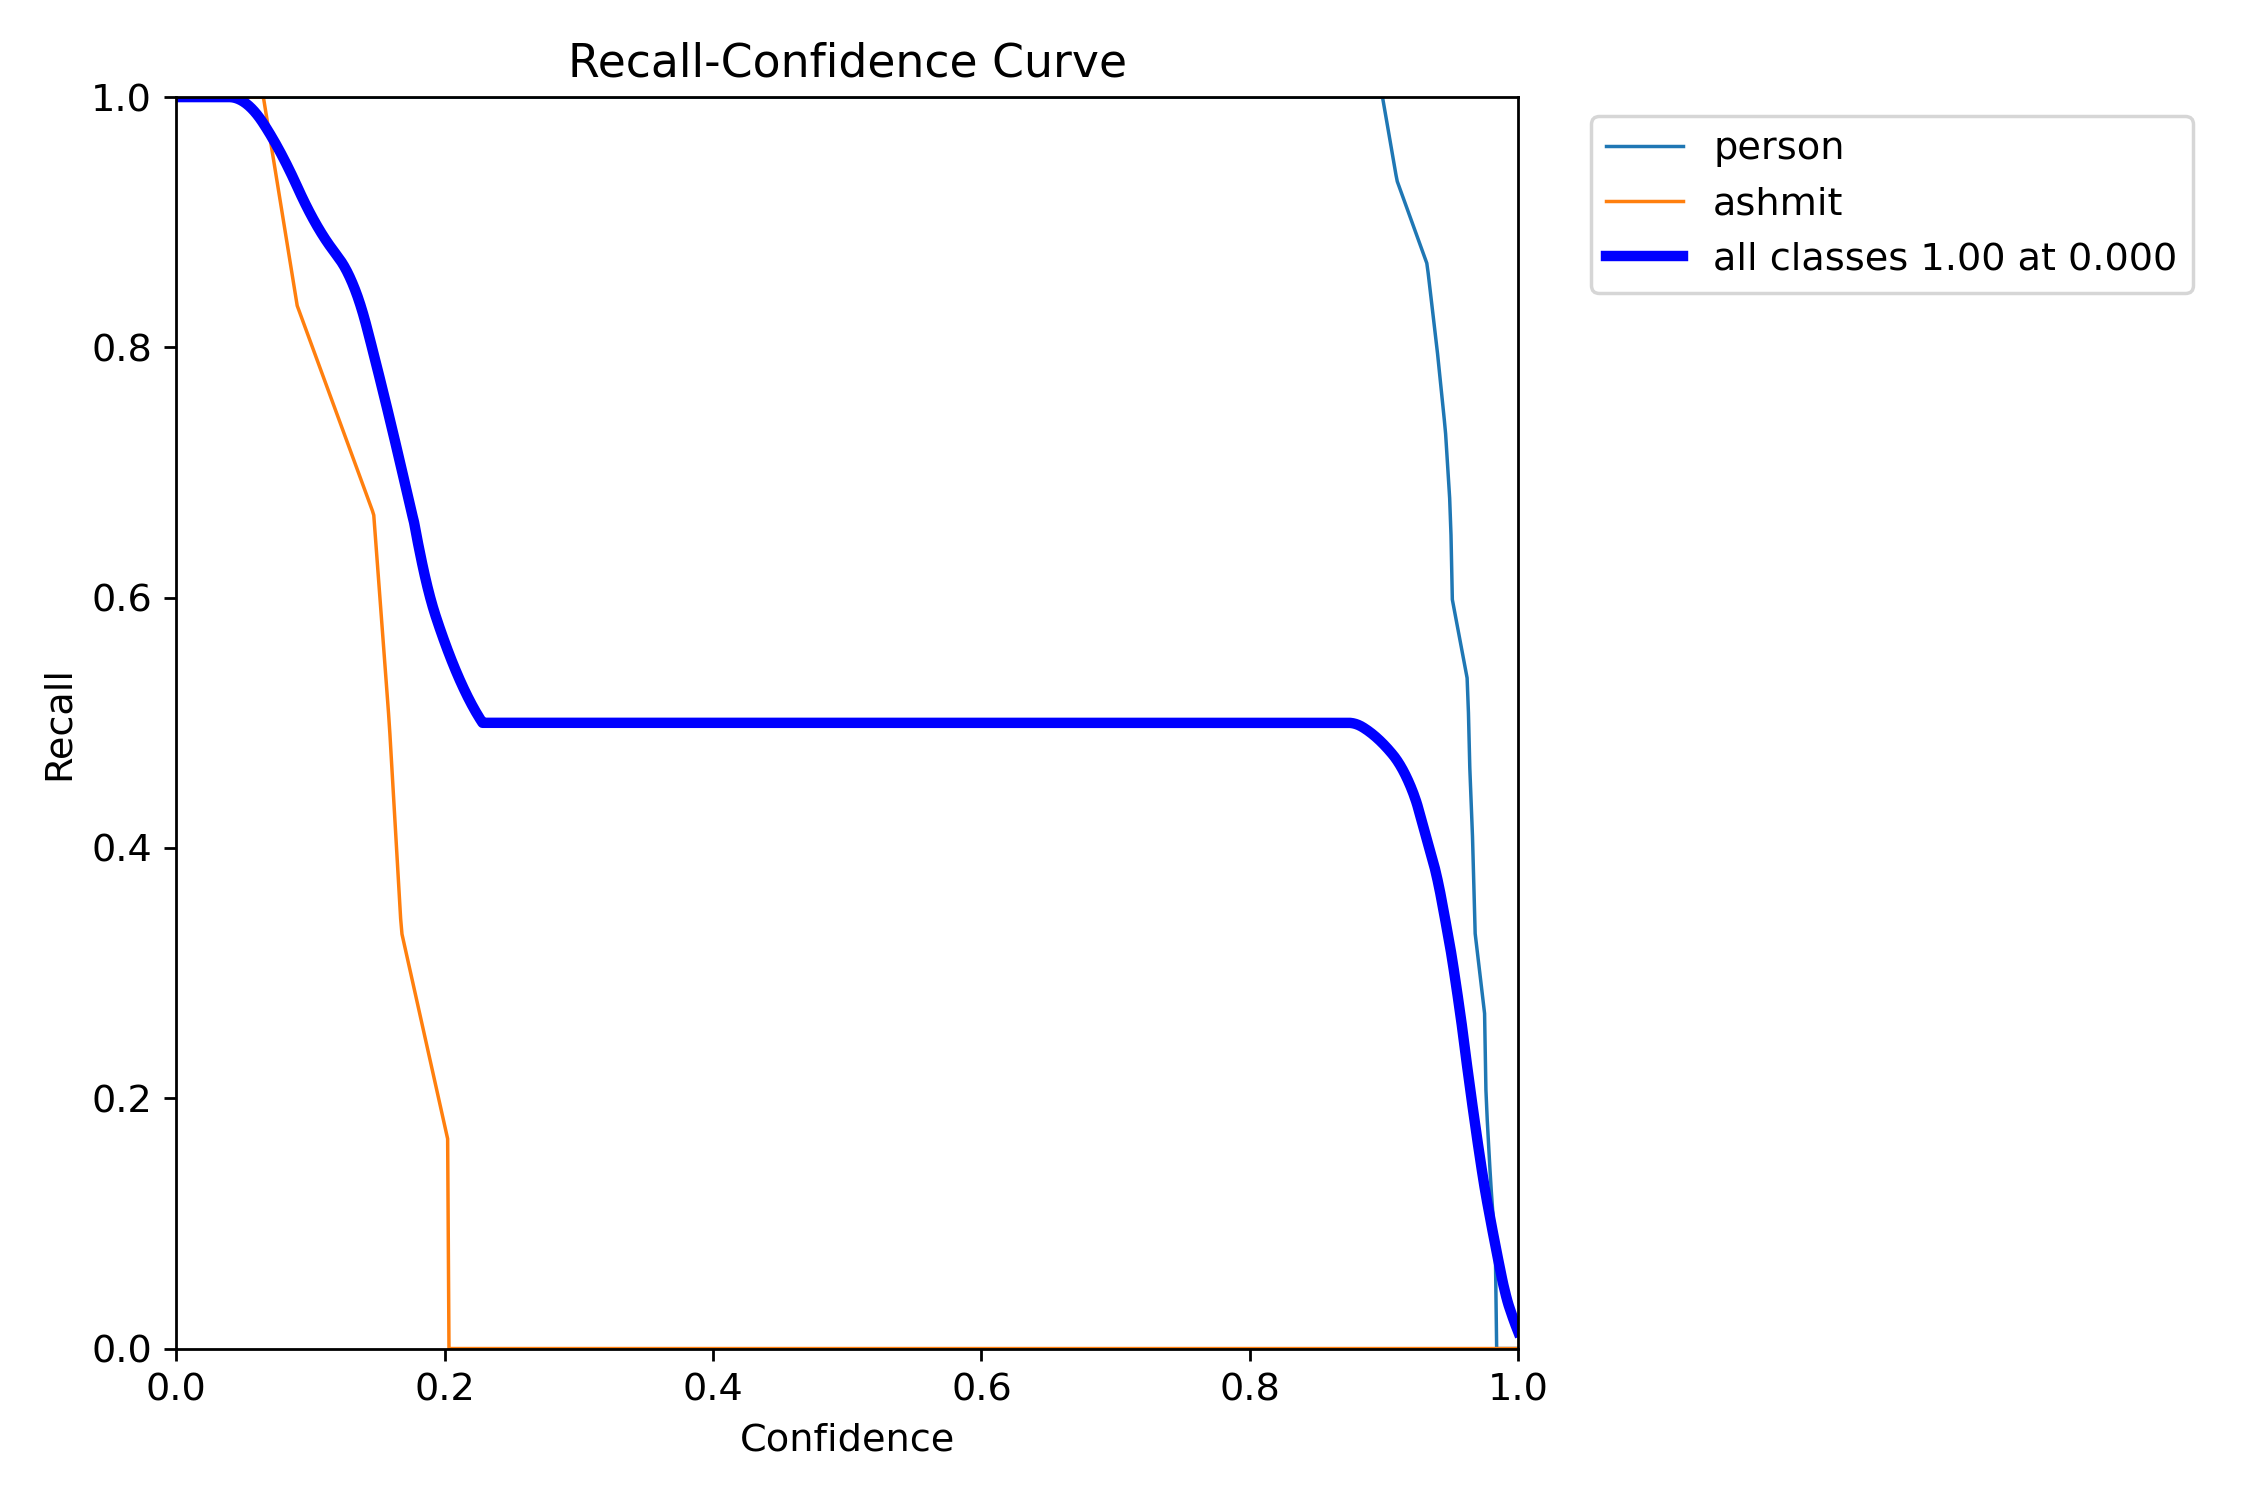 Recall-Confidence Curve
1.0
0.8
0.6
0.4
0.2
0.0
Recall
0.0 0.2 0.4 0.6 0.8 1.0
Confidence
person
ashmit
all classes 1.00 at 0.000